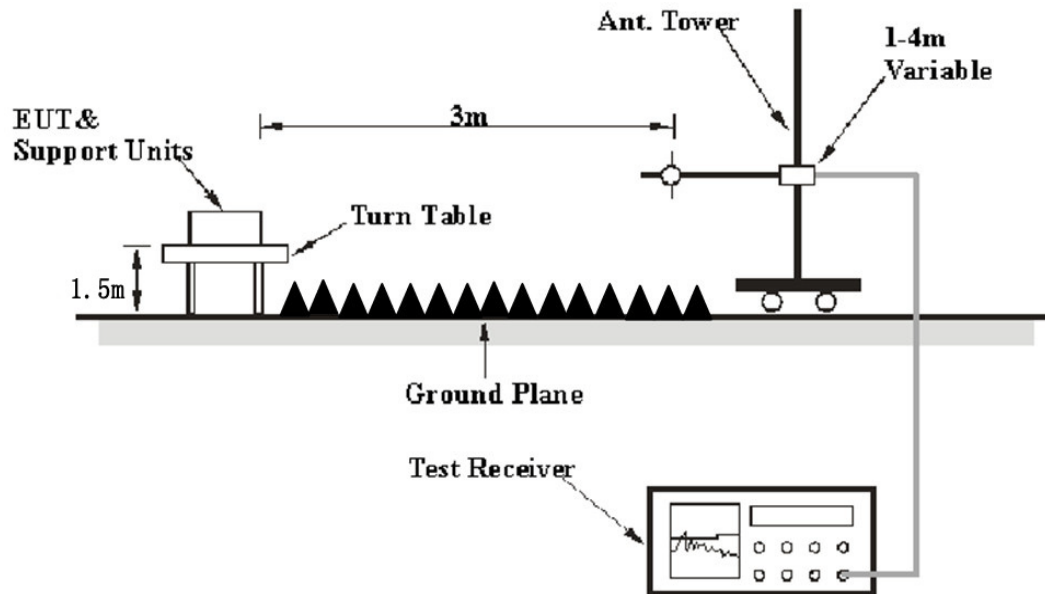 Ant. Tower
1-4m
Variable
3m
EUT&
Support Units
Turn Table
1.5m
Ground Plane
Test Receiver